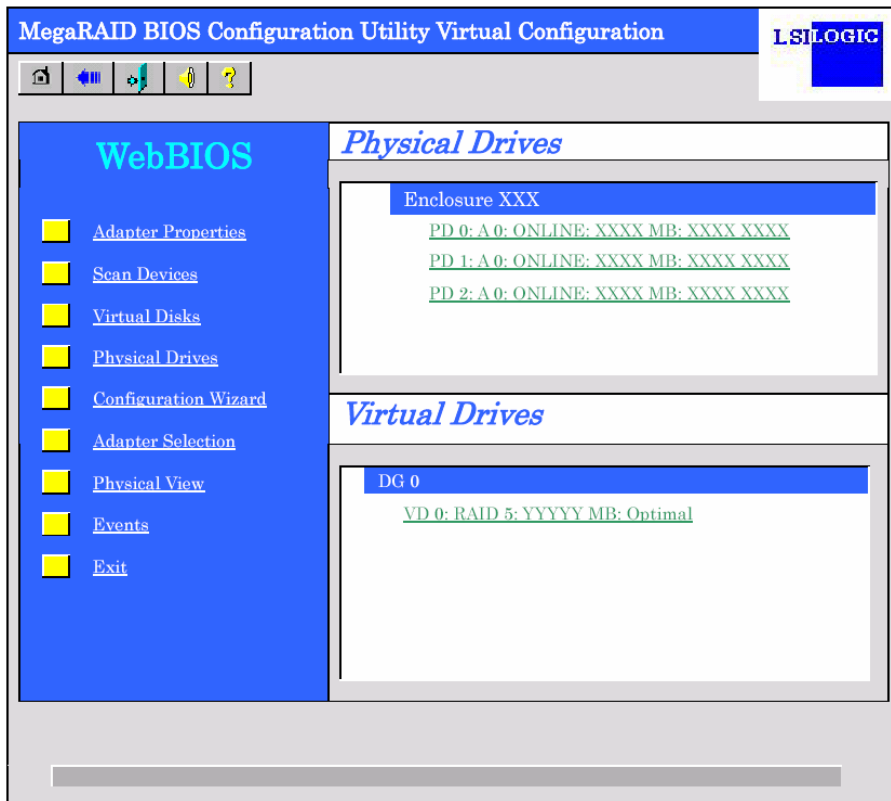 MegaRAID BIOS Configuration Utility Virtual Configuration
LSILOGIC
WebBIOS
Adapter Properties
Scan Devices
Virtual Disks
Physical Drives
Configuration Wizard
Adapter Selection
Physical View
Events
Exit
Physical Drives
Enclosure XXX
PD 0: A 0: ONLINE: XXXX MB: XXXX XXXX
PD 1: A 0: ONLINE: XXXX MB: XXXX XXXX
PD 2: A 0: ONLINE: XXXX MB: XXXX XXXX
Virtual Drives
DG 0
VD 0: RAID 5: YYYYY MB: Optimal